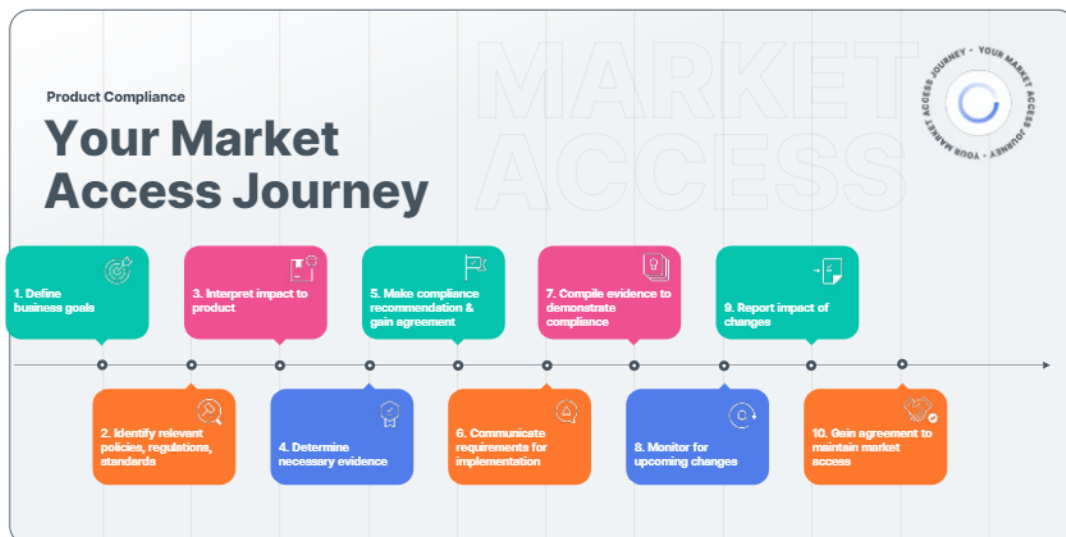 MARKET
ACCESS
YOUR MARKET ACCESS JOURNEY - YOUR MARKET ACCESS JOURNEY -
Product Compliance
Your Market
Access Journey
1. Define
business goals
3. Interpret impact to
product
5. Make compliance
recommendation &
gain agreement
7. Compile evidence to
demonstrate
compliance
9. Report impact of
changes
2. Identify relevant
policies, regulations,
standards
4. Determine
necessary evidence
6. Communicate
requirements for
implementation
8. Monitor for
upcoming changes
10. Gain agreement to
maintain market
access